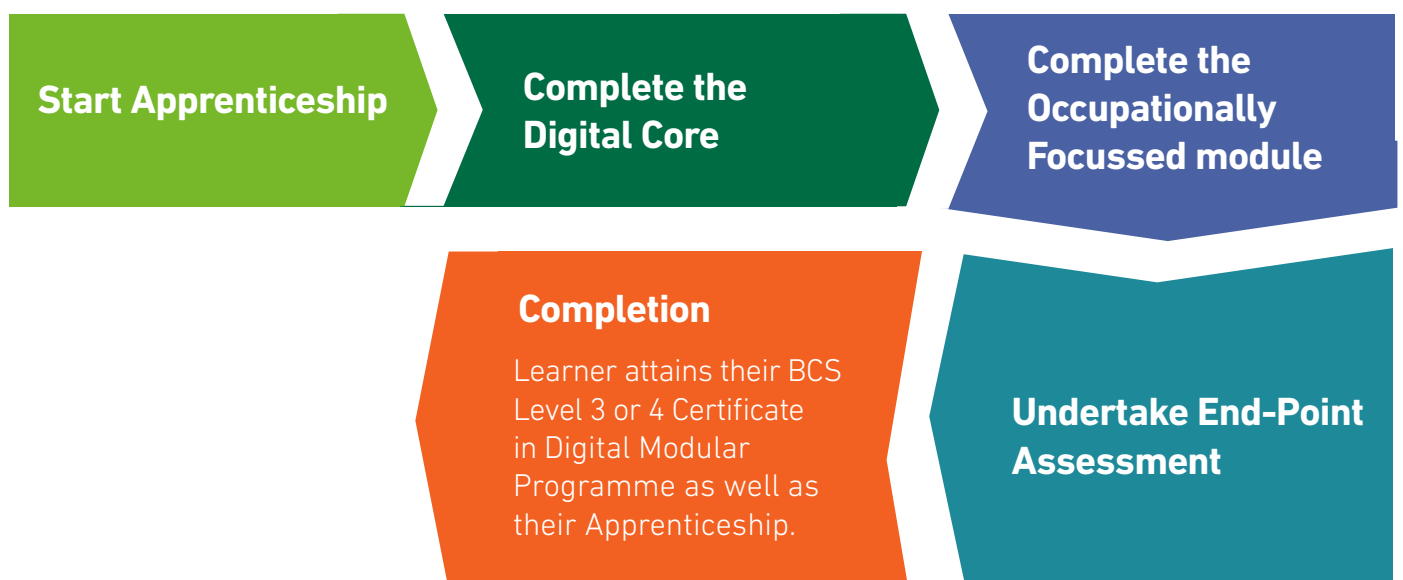 Start Apprenticeship
Complete the
Digital Core
Complete the
Occupationally
Focussed module
Undertake End-Point
Assessment
Completion
Learner attains their BCS
Level 3 or 4 Certificate
in Digital Modular
Programme as well as
their Apprenticeship.